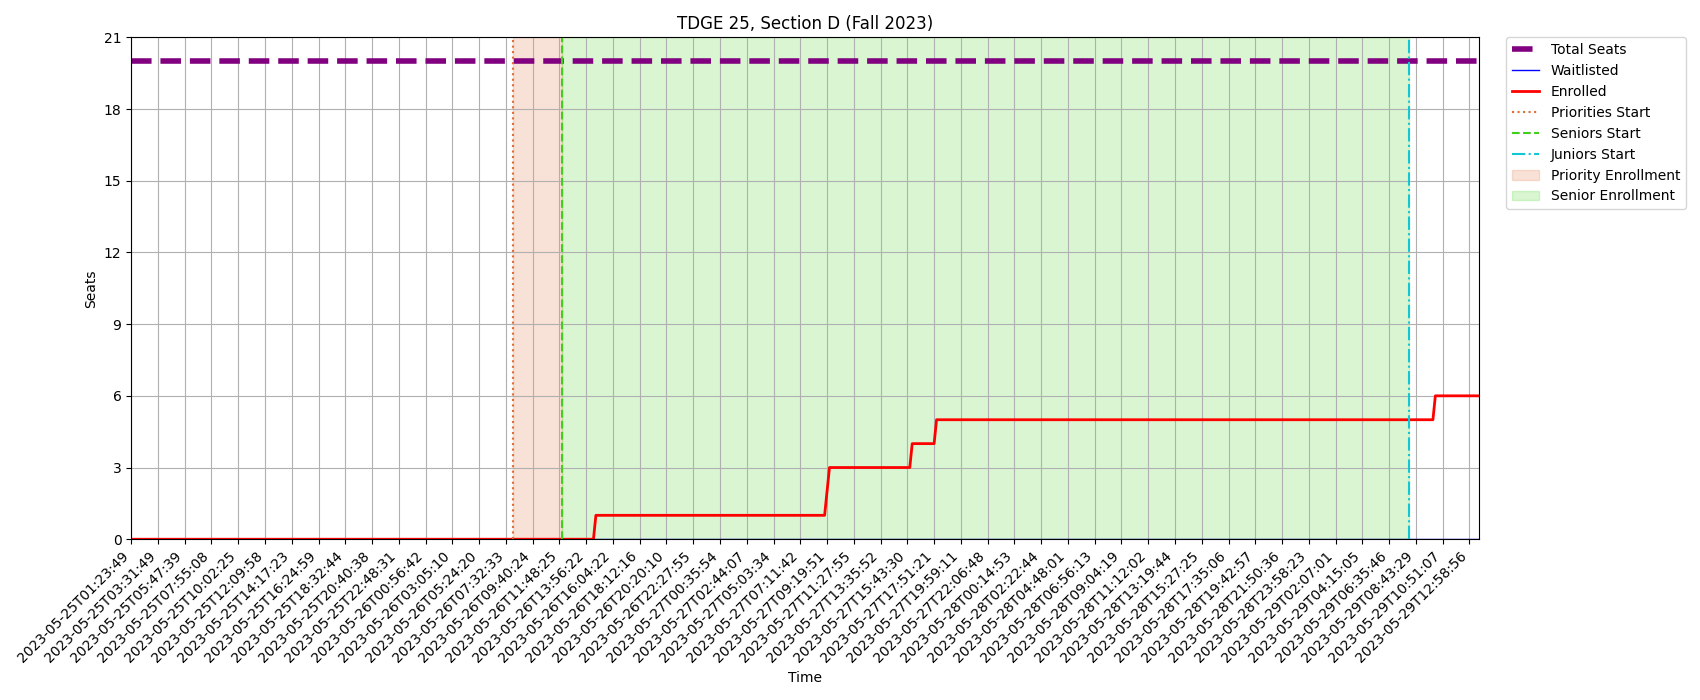 TDGE 25, Section D (Fall 2023)
21
18
15
12
9
6
3
0
Seats
Total Seats
Waitlisted
Enrolled
Priorities Start
Seniors Start
Juniors Start
Priority Enrollment
Senior Enrollment
2023-05-25T01:23:49
2023-05-25T03:31:49
2023-05-25T05:47:39
2023-05-25T07:55:08
2023-05-25T10:02:25
2023-05-25T12:09:58
2023-05-25T14:17:23
2023-05-25T16:24:59
2023-05-25T18:32:44
2023-05-25T20:40:38
2023-05-25T22:48:31
2023-05-26T00:56:42
2023-05-26T03:05:10
2023-05-26T05:24:20
2023-05-26T07:32:33
2023-05-26T09:40:24
2023-05-26T11:48:25
2023-05-26T13:56:22
2023-05-26T16:04:22
2023-05-26T18:12:16
2023-05-26T20:20:10
2023-05-26T22:27:55
2023-05-27T00:35:54
2023-05-27T02:44:07
2023-05-27T05:03:34
2023-05-27T07:11:42
2023-05-27T09:19:51
2023-05-27T11:27:55
2023-05-27T13:35:52
2023-05-27T15:43:30
2023-05-27T17:51:21
2023-05-27T19:59:11
2023-05-27T22:06:48
2023-05-28T00:14:53
2023-05-28T02:22:44
2023-05-28T04:48:01
2023-05-28T06:56:13
2023-05-28T09:04:19
2023-05-28T11:12:02
2023-05-28T13:19:44
2023-05-28T15:27:25
2023-05-28T17:35:06
2023-05-28T19:42:57
2023-05-28T21:50:36
2023-05-28T23:58:23
2023-05-29T02:07:01
2023-05-29T04:15:05
2023-05-29T06:35:46
2023-05-29T08:43:29
2023-05-29T10:51:07
2023-05-29T12:58:56
Time